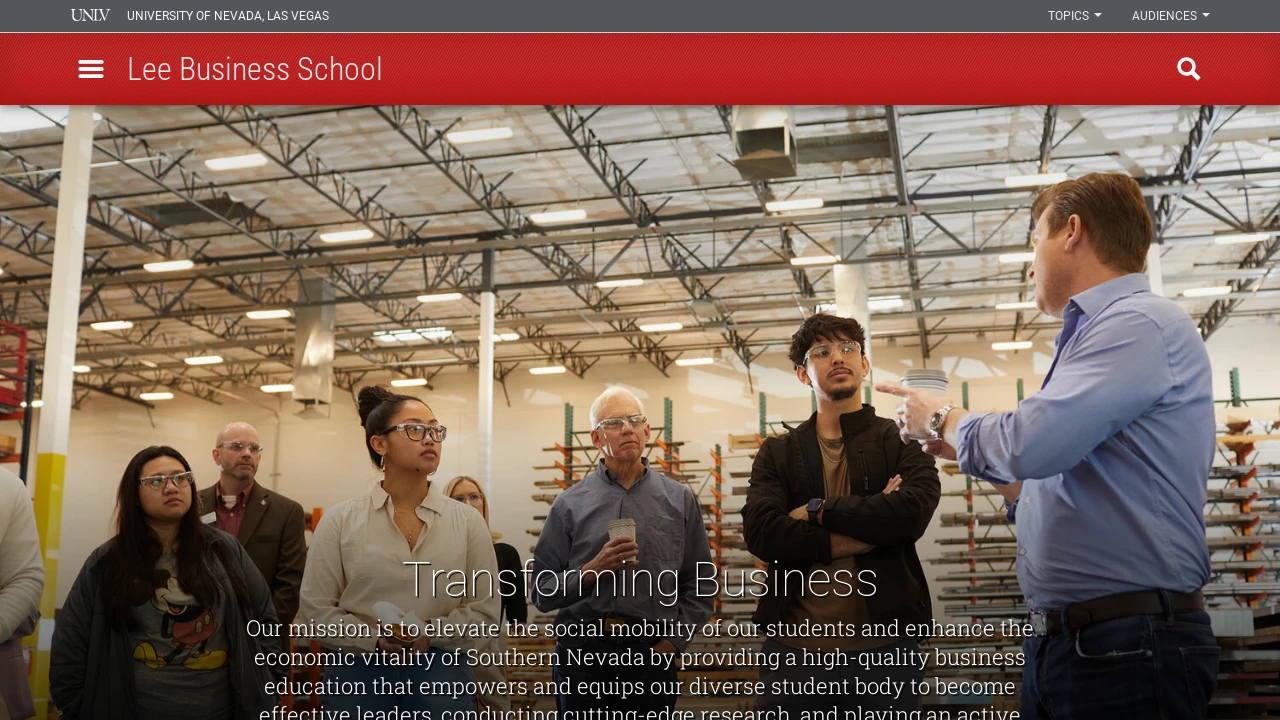 UNLV UNIVERSITY OF NEVADA, LAS VEGAS TOPICS AUDIENCES
Lee Business School
Transforming Business
Our mission is to elevate the social mobility of our students and enhance the
economic vitality of Southern Nevada by providing a high-quality business
education that empowers and equips our diverse student body to become
effective leaders, conducting cutting-edge research, and playing an active